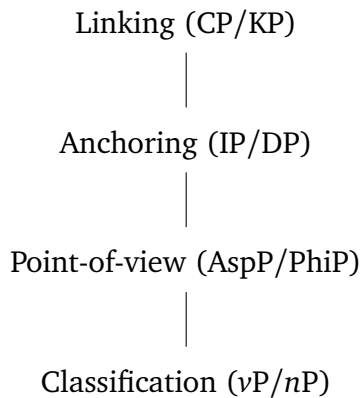 Linking (CP/KP)
Anchoring (IP/DP)
Point-of-view (AspP/PhiP)
Classification (vP/nP)